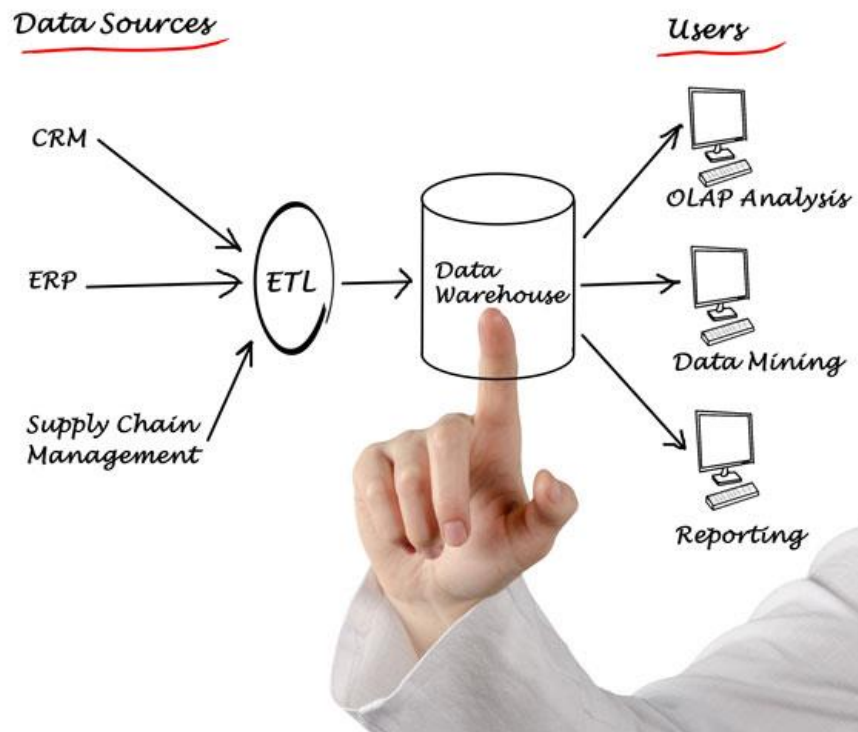 Data Sources
Users
CRM
OLAP Analysis
ERP
ETL
Data
Warehouse
Data Mining
Supply Chain
Management
Reporting